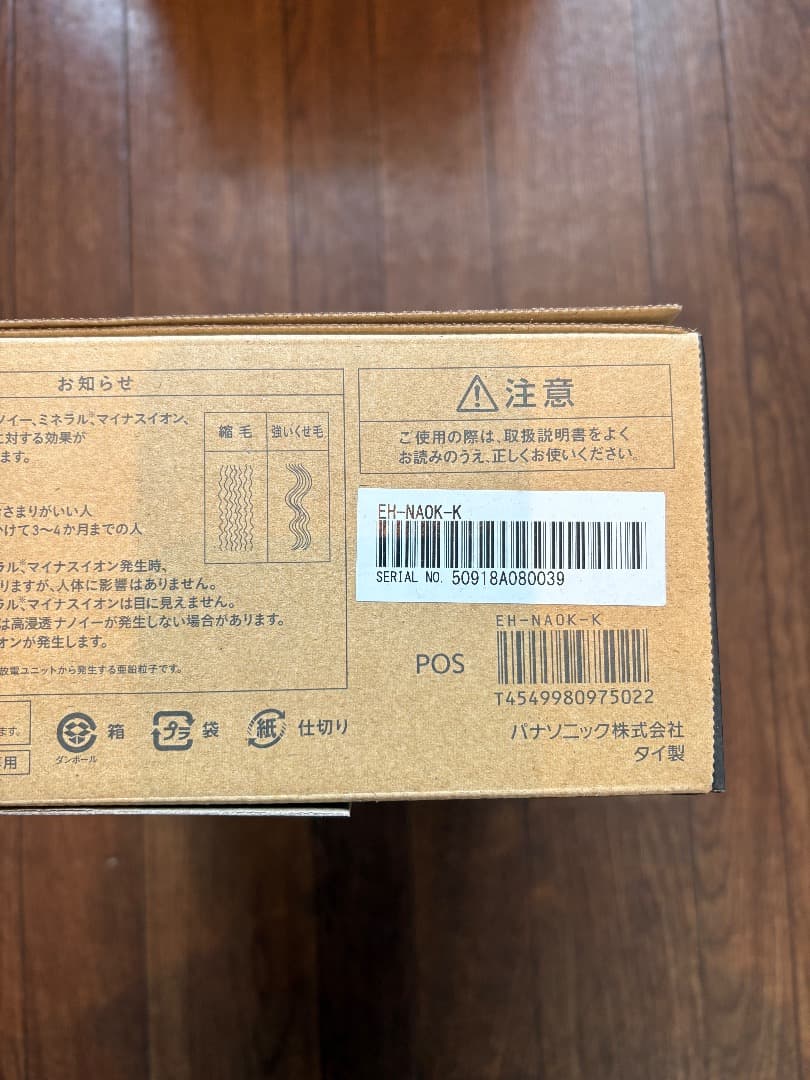 お知らせ
ノイー、ミネラル※マイナスイオン、
に対する効果が
ます。
縮毛
強いくせ毛
さまりがいい人
かけて3〜4か月までの人
ラル※マイナスイオン発生時、
りますが、人体に影響はありません。
ラル※マイナスイオンは目に見えません。
は高浸透ナノイーが発生しない場合があります。
オンが発生します。
放電ユニットから発生する亜鉛粒子です。
ます。
用
ダンボール
箱
プラ
袋
紙
仕切り
⚠注意
ご使用の際は、取扱説明書をよく
お読みのうえ、正しくお使いください。
EH-NA0K-K
SERIAL NO. 50918A080039
EH-NA0K-K
POS
T4549980975022
パナソニック株式会社
タイ製